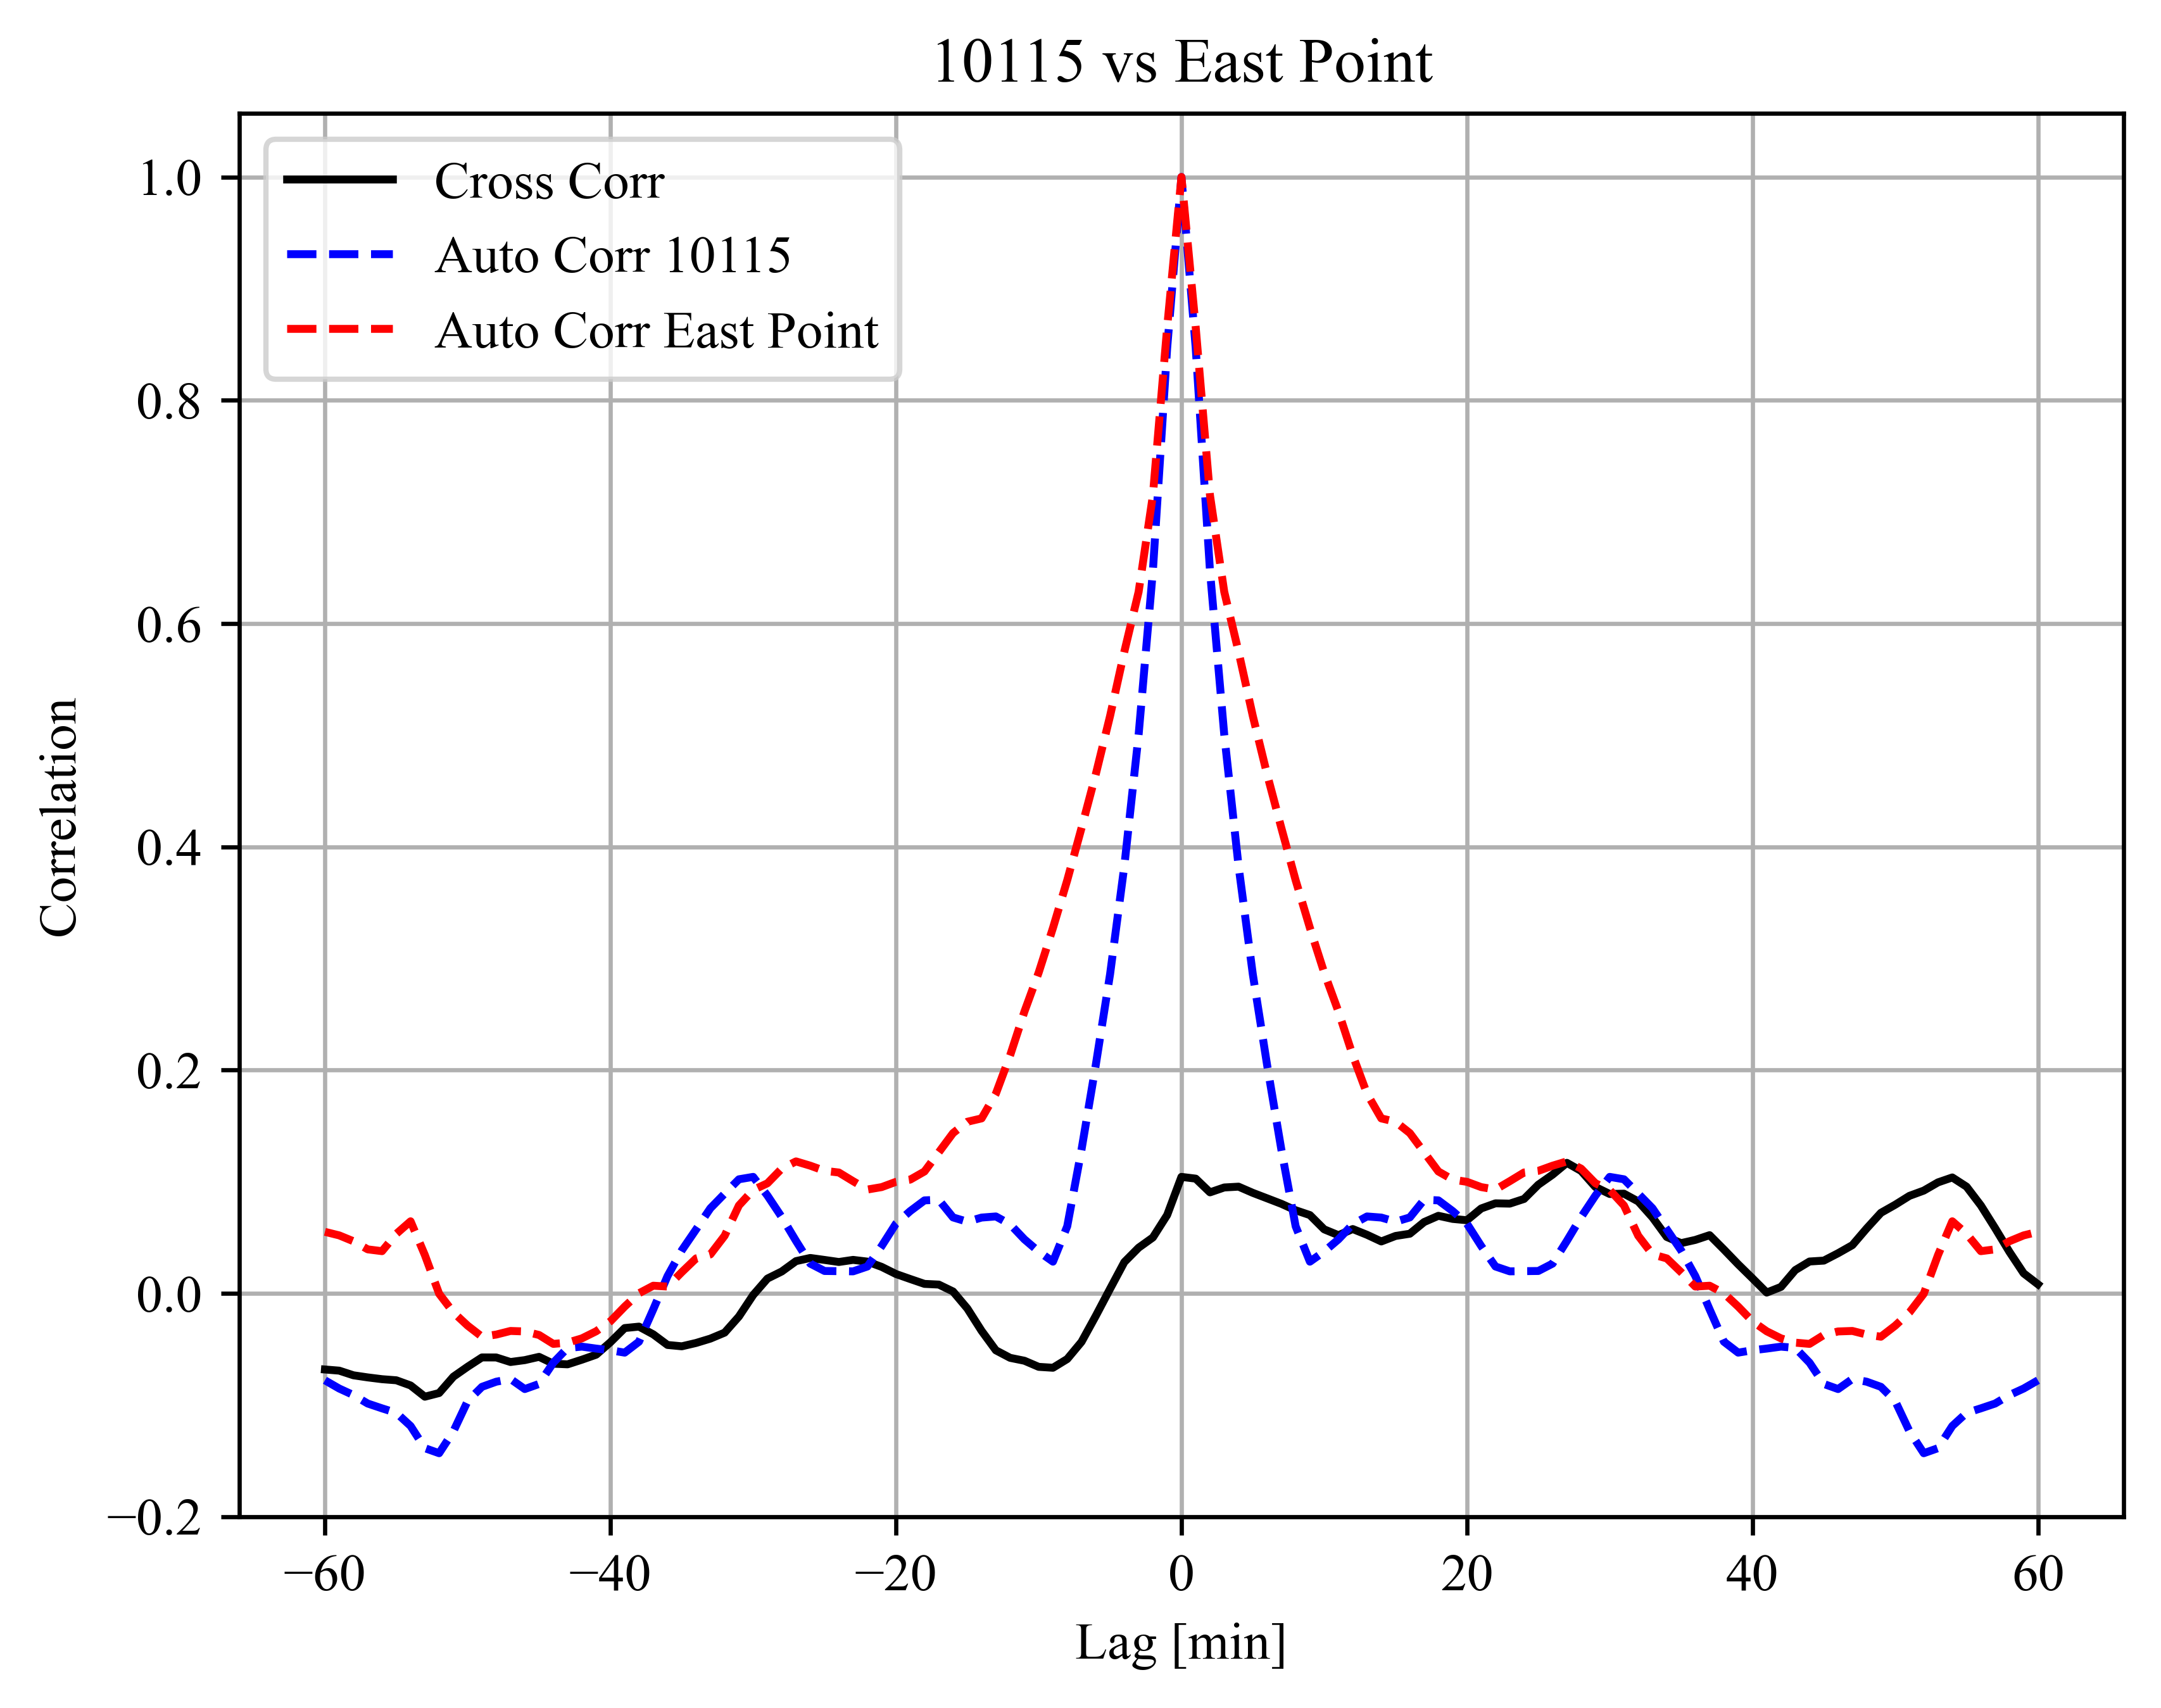 10115 vs East Point
Cross Corr
Auto Corr 10115
Auto Corr East Point
1.0
0.8
0.6
0.4
0.2
0.0
−0.2
Correlation
−60 −40 −20 0 20 40 60
Lag [min]